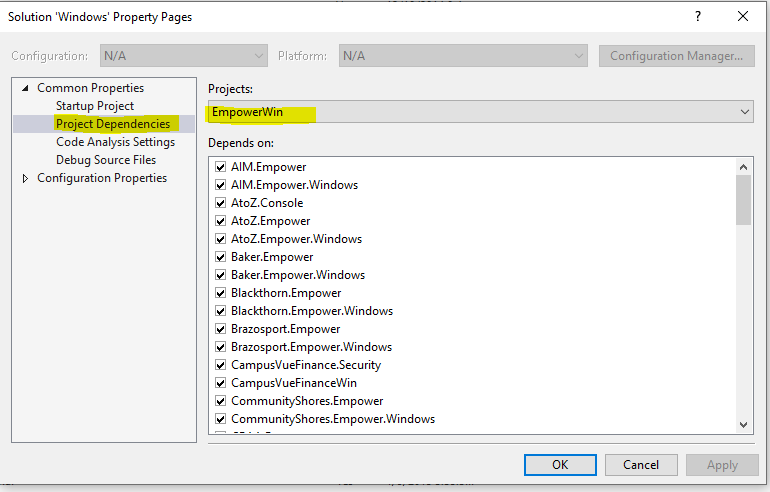 Solution 'Windows' Property Pages
Configuration: N/A Platform: N/A Configuration Manager...
Common Properties
Startup Project
Project Dependencies
Code Analysis Settings
Debug Source Files
Configuration Properties
Projects:
EmpowerWin
Depends on:
AIM.Empower
AIM.Empower.Windows
AtoZ.Console
AtoZ.Empower
AtoZ.Empower.Windows
Baker.Empower
Baker.Empower.Windows
Blackthorn.Empower
Blackthorn.Empower.Windows
Brazosport.Empower
Brazosport.Empower.Windows
CampusVueFinance.Security
CampusVueFinanceWin
CommunityShores.Empower
CommunityShores.Empower.Windows
OK Cancel Apply